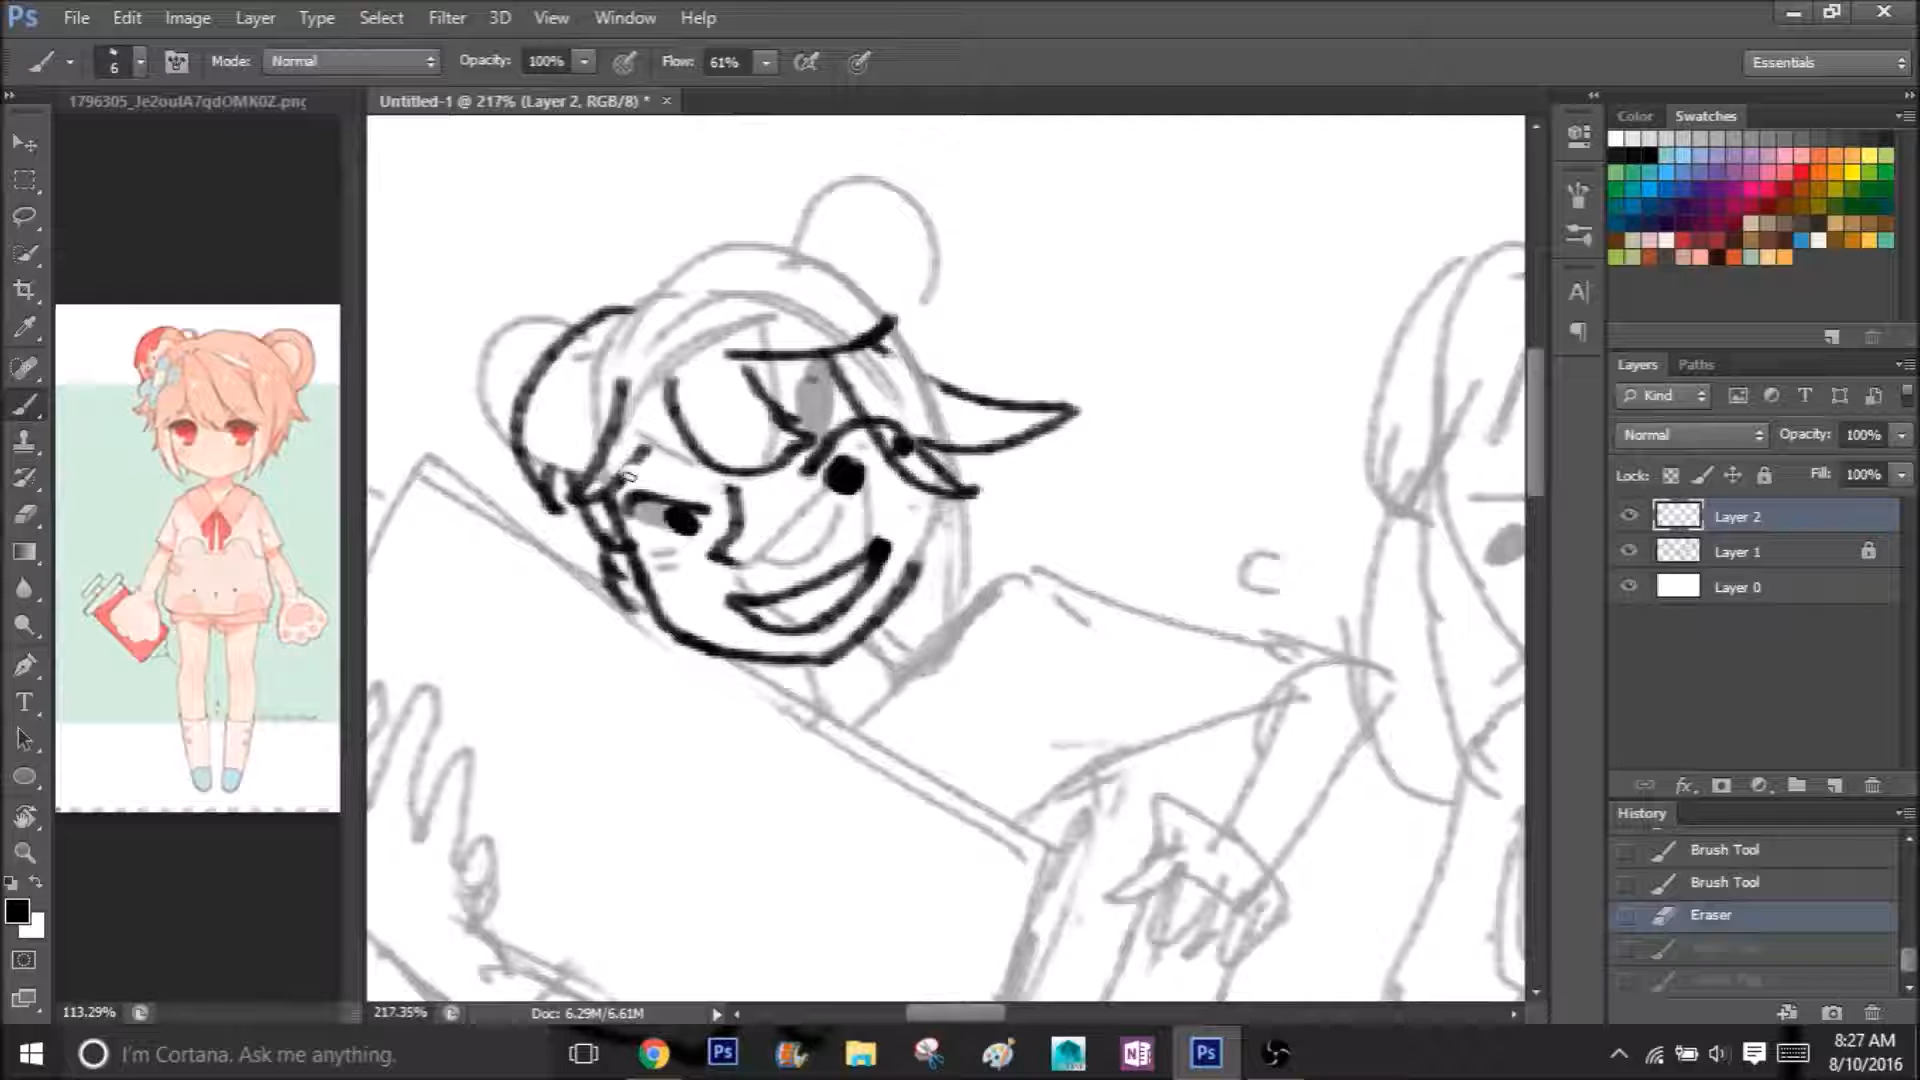 Ps File Edit Image Layer Type Select Filter 3D View Window Help
6 Mode: Normal Opacity: 100% Flow: 61% Essentials
Untitled-1 @ 217% (Layer 2, RGB/8) * ×
Color Swatches
Layers Paths
Kind
Normal Opacity: 100%
Lock: Fill: 100%
Layer 2
Layer 1
Layer 0
History
Brush Tool
Brush Tool
Eraser
113.29%
217.35% Doc: 6.29M/6.61M
I'm Cortana. Ask me anything.
8:27 AM
8/10/2016